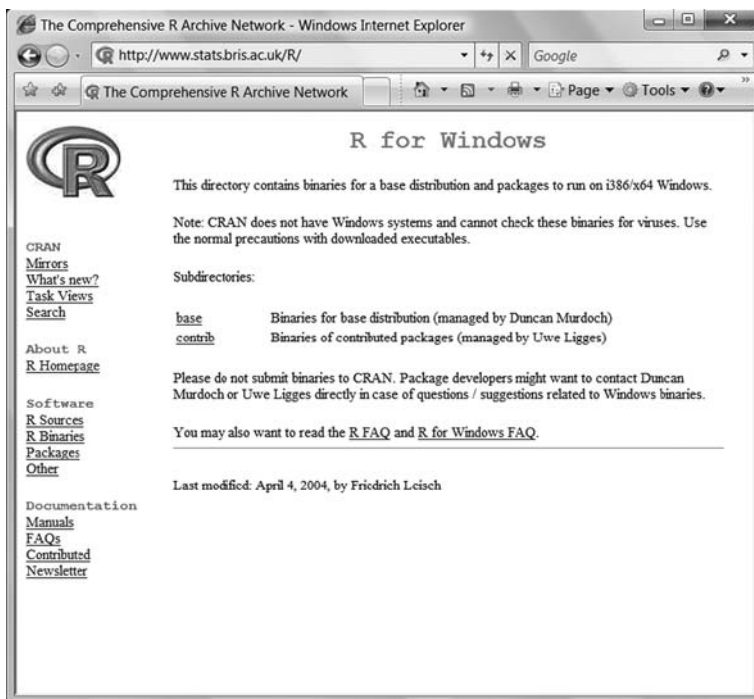 The Comprehensive R Archive Network - Windows Internet Explorer
http://www.stats.bris.ac.uk/R/
Google
The Comprehensive R Archive Network
Page
Tools
R
R for Windows
This directory contains binaries for a base distribution and packages to run on i386/x64 Windows.
Note: CRAN does not have Windows systems and cannot check these binaries for viruses. Use
the normal precautions with downloaded executables.
Subdirectories:
base Binaries for base distribution (managed by Duncan Murdoch)
contrib Binaries of contributed packages (managed by Uwe Ligges)
Please do not submit binaries to CRAN. Package developers might want to contact Duncan
Murdoch or Uwe Ligges directly in case of questions / suggestions related to Windows binaries.
You may also want to read the R FAQ and R for Windows FAQ.
Last modified: April 4, 2004, by Friedrich Leisch
CRAN
Mirrors
What's new?
Task Views
Search
About R
R Homepage
Software
R Sources
R Binaries
Packages
Other
Documentation
Manuals
FAQs
Contributed
Newsletter